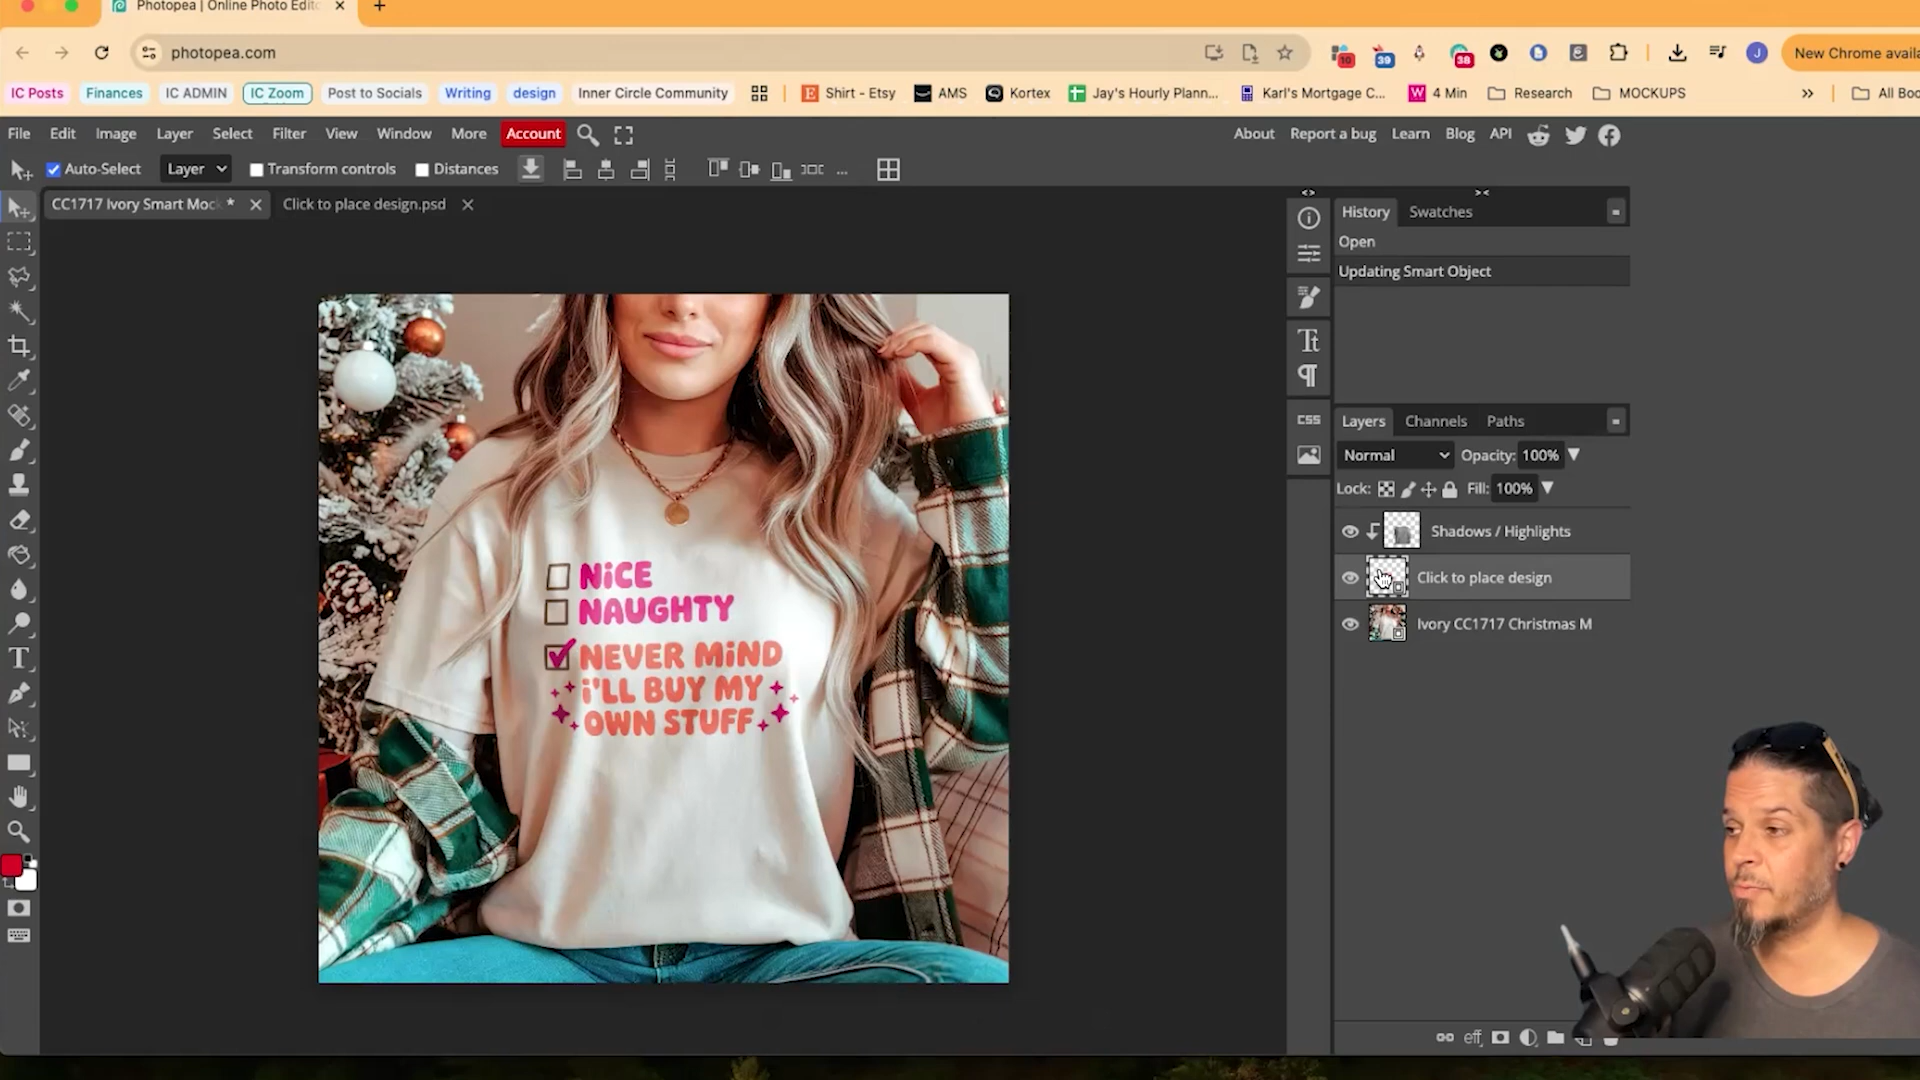 Photopea | Online Photo Edit
photopea.com
New Chrome availa
10
39
38
J
IC Posts
Finances
IC ADMIN
IC Zoom
Post to Socials
Writing
design
Inner Circle Community
Shirt - Etsy
AMS
Kortex
Jay's Hourly Plann...
Karl's Mortgage C...
4 Min
Research
MOCKUPS
All Boo
File Edit Image Layer Select Filter View Window More Account
About Report a bug Learn Blog API
Auto-Select Layer Transform controls Distances
CC1717 Ivory Smart Moc *
Click to place design.psd
History Swatches
Open
Updating Smart Object
CSS
Layers Channels Paths
Normal Opacity: 100%
Lock: Fill: 100%
Shadows / Highlights
Click to place design
Ivory CC1717 Christmas M
NiCE
NAUGHTY
NEVER MiND
i'LL BUY MY
OWN STUFF
eff